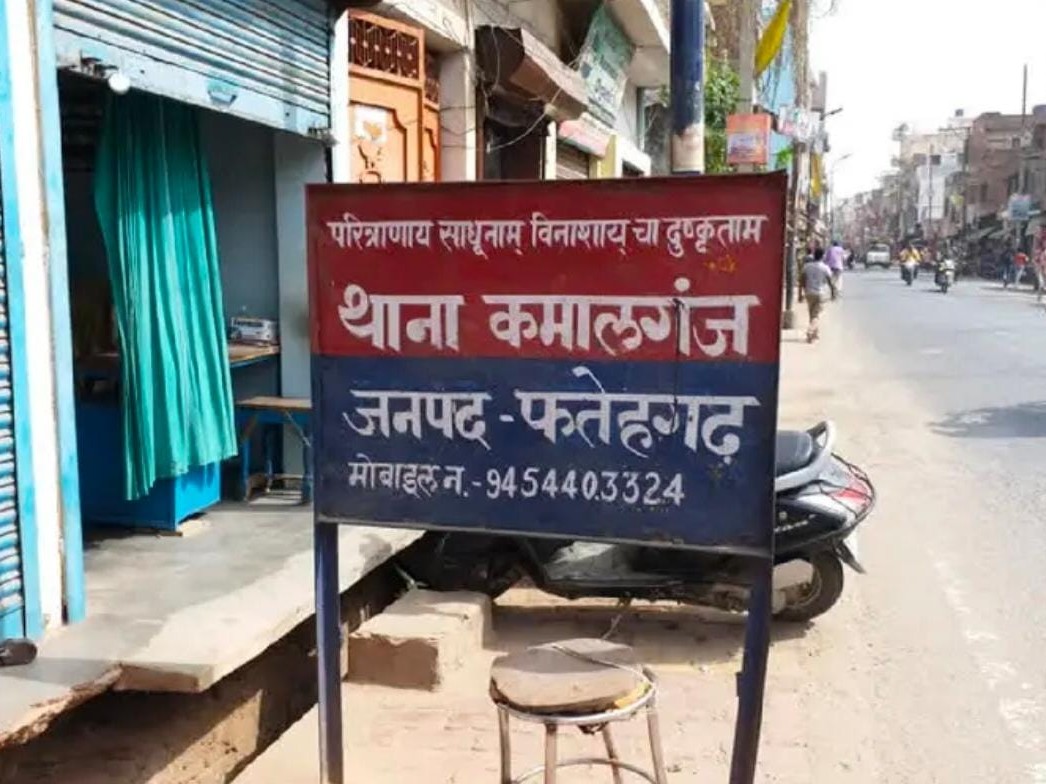 परित्राणाय साधूनाम् विनाशाय् चा दुष्कृताम
थाना कमालगंज
जनपद - फतेहगढ़
मोबाइल न.-9454403324